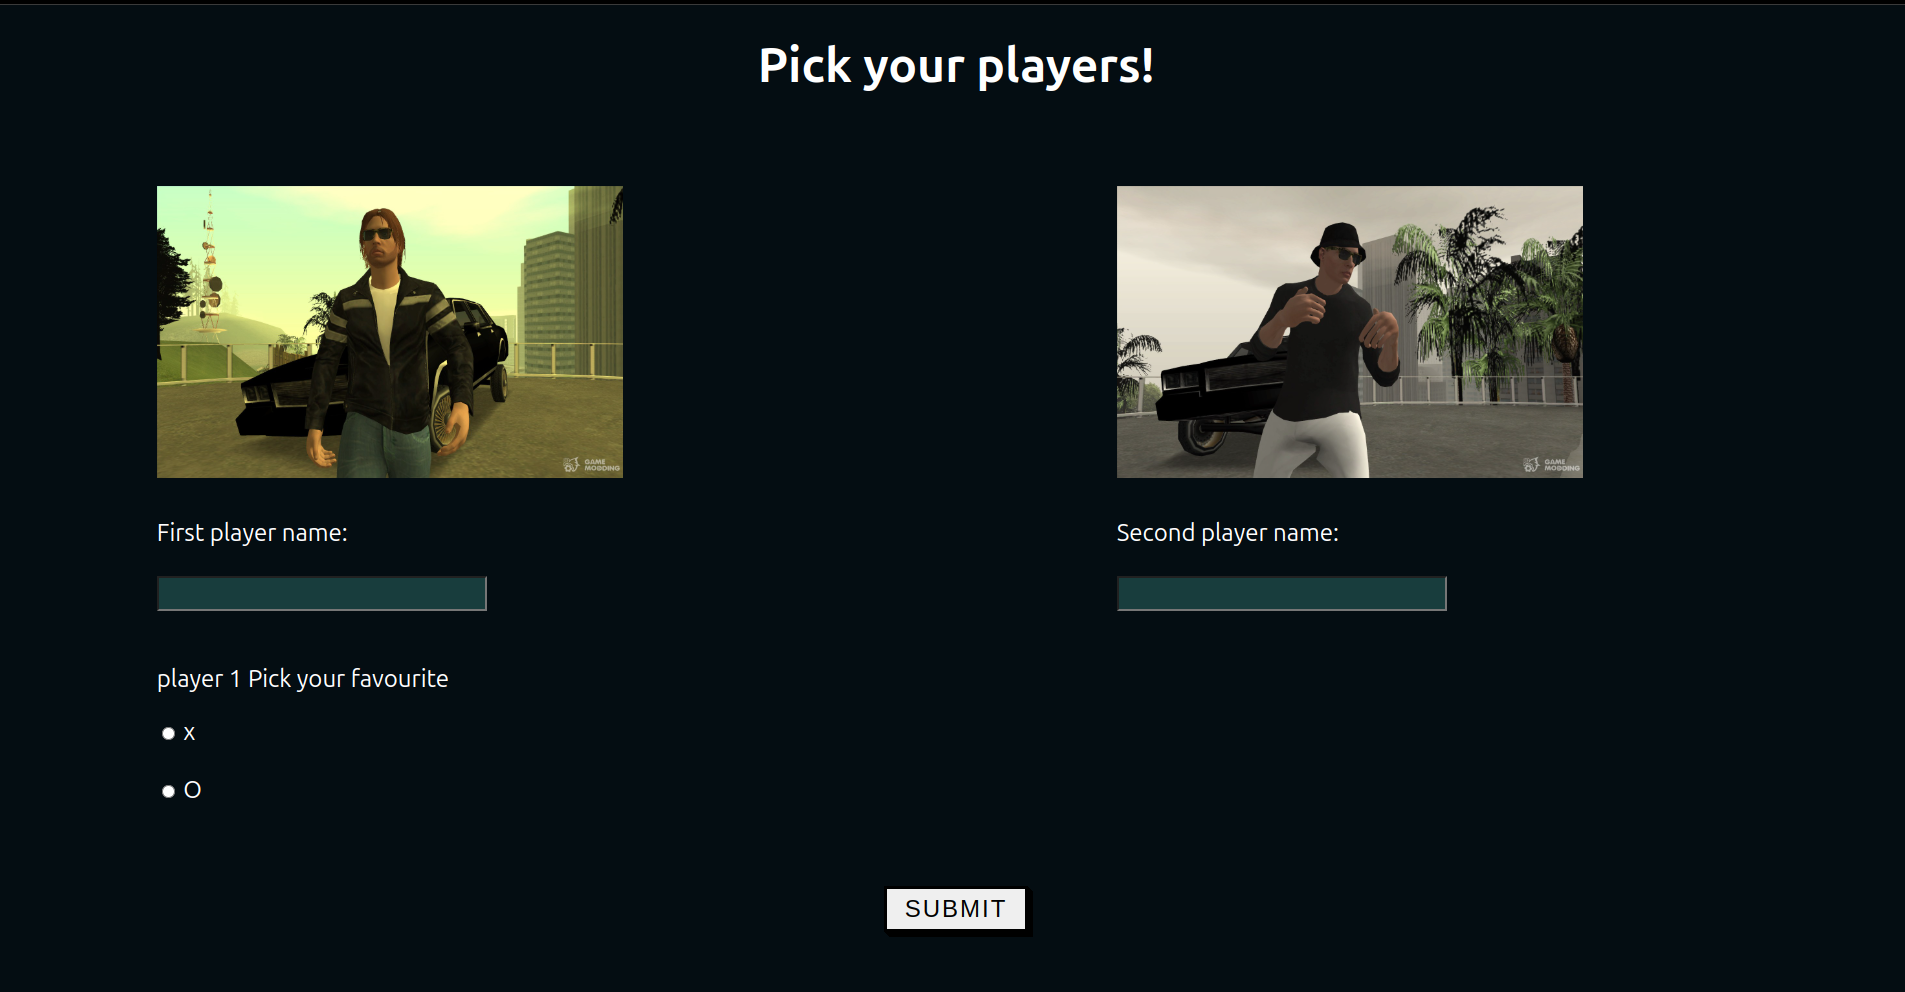 Pick your players!
GAME
MODDING
GAME
MODDING
First player name:
Second player name:
player 1 Pick your favourite
x
O
SUBMIT